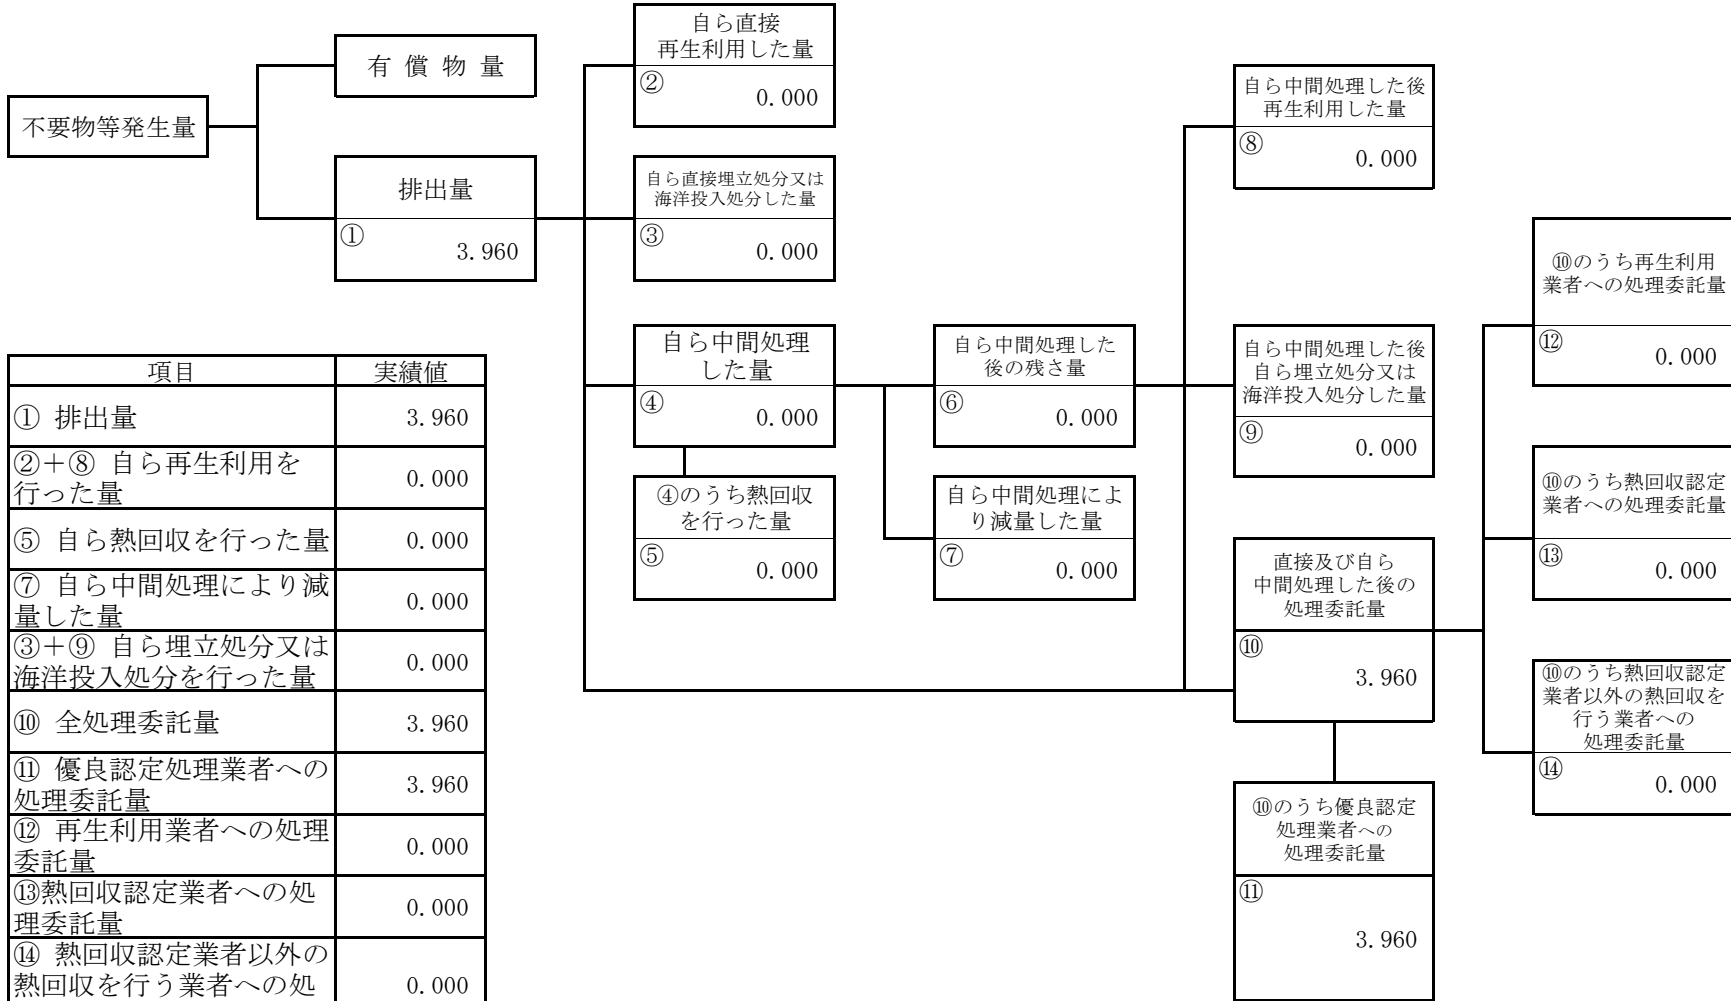 不要物等発生量
有 償 物 量
排出量
①
3.960
自ら直接
再生利用した量
②
0.000
自ら直接埋立処分又は
海洋投入処分した量
③
0.000
自ら中間処理
した量
④
0.000
④のうち熱回収
を行った量
⑤
0.000
自ら中間処理した
後の残さ量
⑥
0.000
自ら中間処理によ
り減量した量
⑦
0.000
自ら中間処理した後
再生利用した量
⑧
0.000
自ら中間処理した後
自ら埋立処分又は
海洋投入処分した量
⑨
0.000
直接及び自ら
中間処理した後の
処理委託量
⑩
3.960
⑩のうち優良認定
処理業者への
処理委託量
⑪
3.960
⑩のうち再生利用
業者への処理委託量
⑫
0.000
⑩のうち熱回収認定
業者への処理委託量
⑬
0.000
⑩のうち熱回収認定
業者以外の熱回収を
行う業者への
処理委託量
⑭
0.000
項目 実績値
① 排出量 3.960
②+⑧ 自ら再生利用を
行った量 0.000
⑤ 自ら熱回収を行った量 0.000
⑦ 自ら中間処理により減
量した量 0.000
③+⑨ 自ら埋立処分又は
海洋投入処分を行った量 0.000
⑩ 全処理委託量 3.960
⑪ 優良認定処理業者への
処理委託量 3.960
⑫ 再生利用業者への処理
委託量 0.000
⑬熱回収認定業者への処
理委託量 0.000
⑭ 熱回収認定業者以外の
熱回収を行う業者への処 0.000